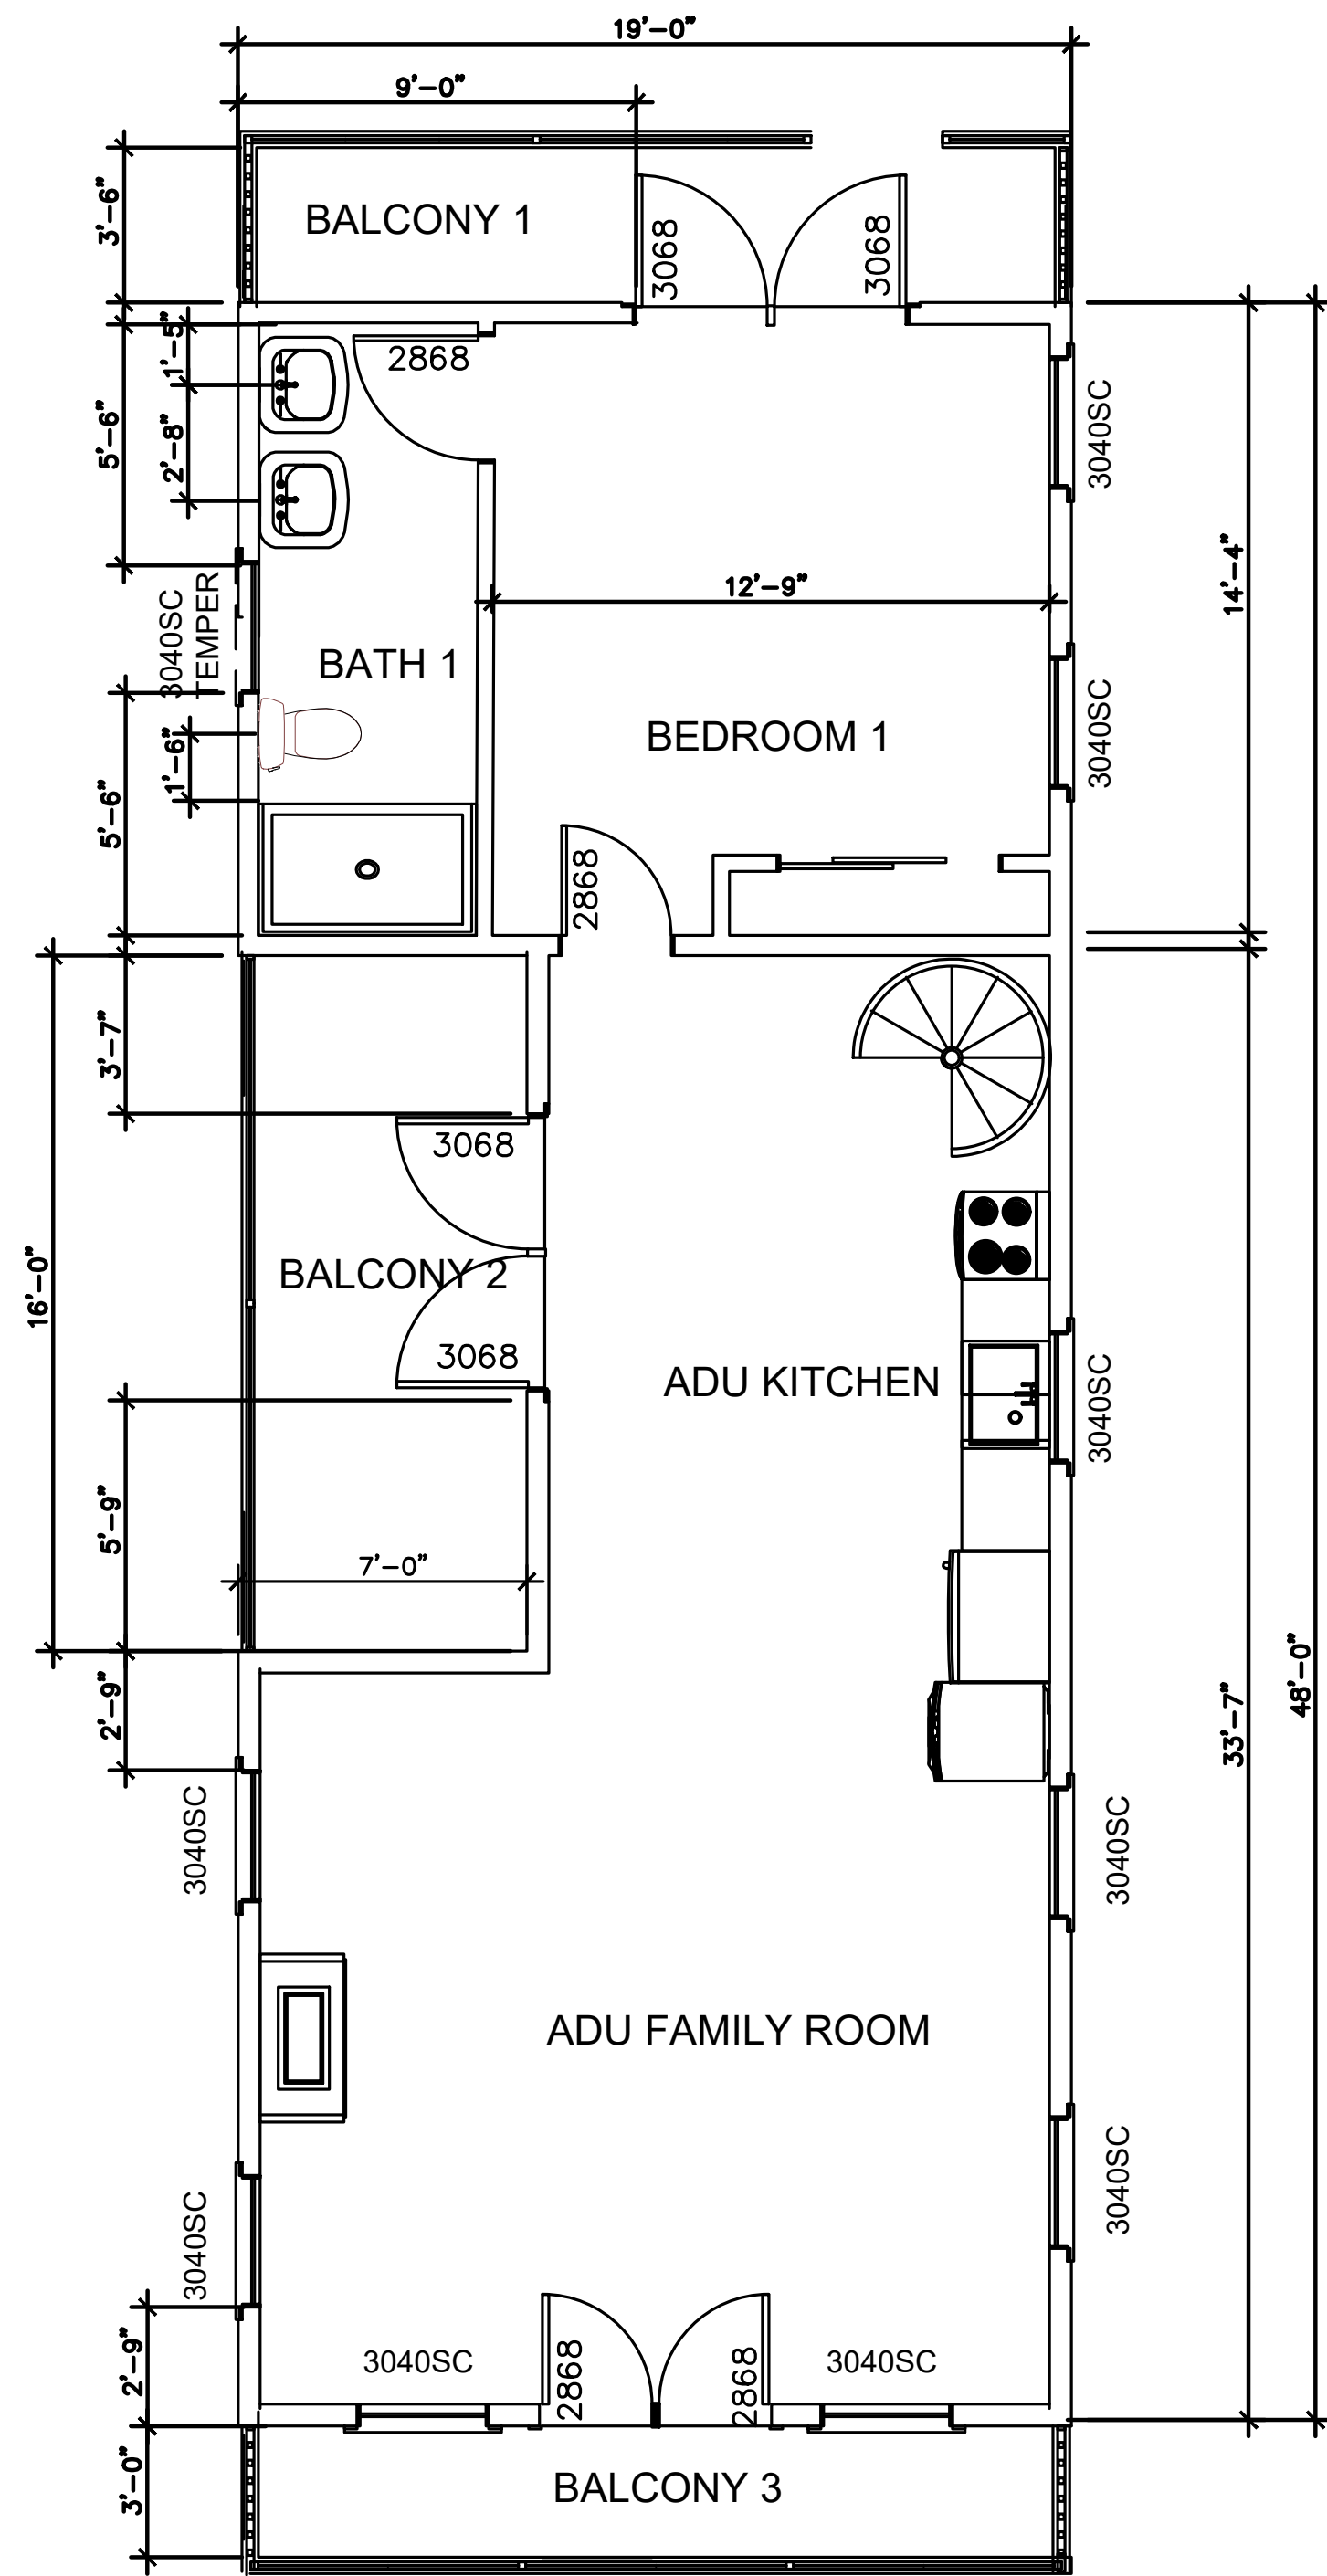 19'-0"
9'-0"
3'-6"
BALCONY 1
3068
3068
1'-5"
2868
5'-6"
2'-8"
3040SC
12'-9"
14'-4"
3040SC
TEMPER
BATH 1
BEDROOM 1
3040SC
1'-6"
5'-6"
2868
3'-7"
3068
16'-0"
BALCONY 2
3068
ADU KITCHEN
3040SC
5'-9"
7'-0"
2'-9"
33'-7"
48'-0"
3040SC
3040SC
ADU FAMILY ROOM
3040SC
3040SC
2'-9"
3040SC
2868
2868
3040SC
3'-0"
BALCONY 3